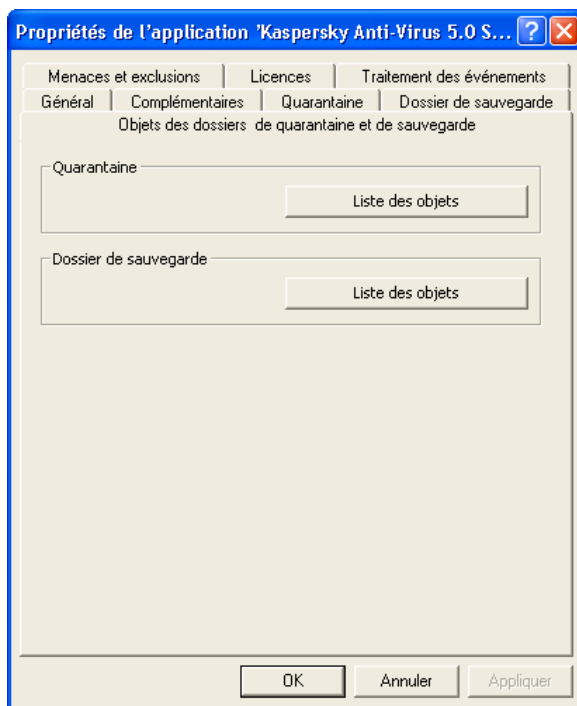 Propriétés de l'application 'Kaspersky Anti-Virus 5.0 S... ?
Menaces et exclusions Licences Traitement des événements
Général Complémentaires Quarantaine Dossier de sauvegarde
Objets des dossiers de quarantaine et de sauvegarde
Quarantaine
Liste des objets
Dossier de sauvegarde
Liste des objets
OK Annuler Appliquer